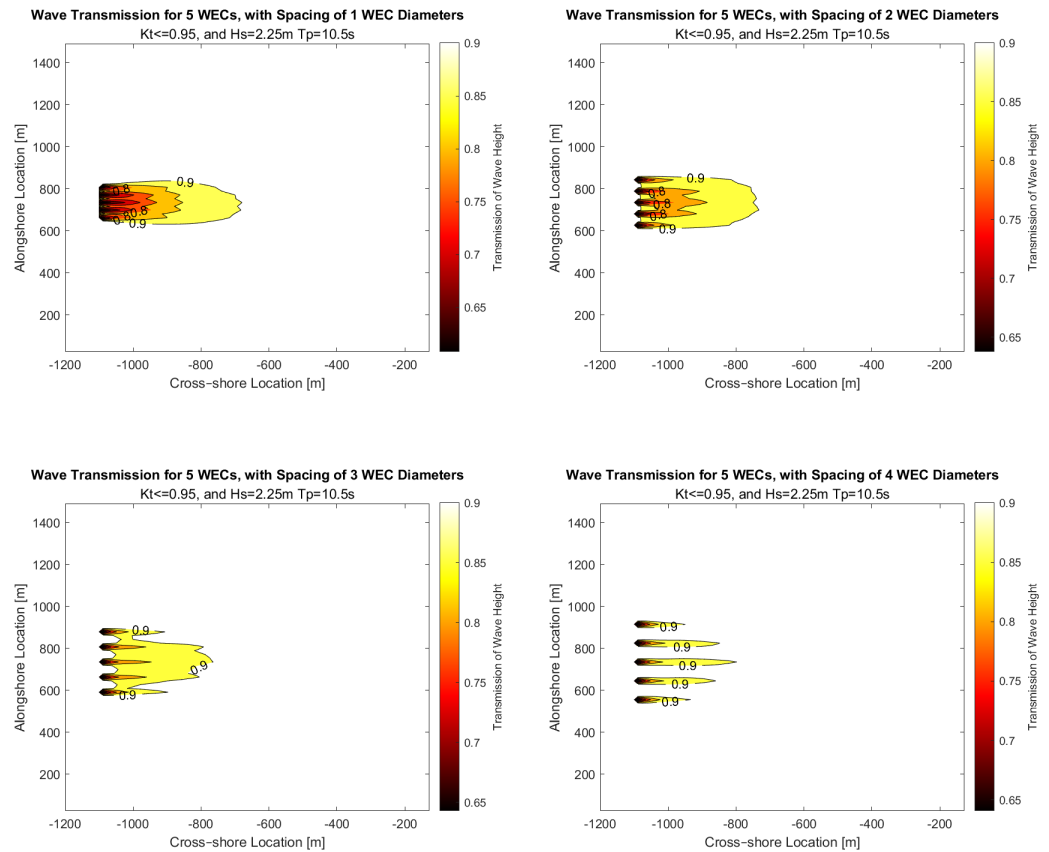 Wave Transmission for 5 WECs, with Spacing of 1 WEC Diameters
Kt<=0.95, and Hs=2.25m Tp=10.5s
1400
1200
1000
800
600
400
200
Alongshore Location [m]
-1200 -1000 -800 -600 -400 -200
Cross-shore Location [m]
0.9
0.8
0.8
0.8
0.9
0.9
0.85
0.8
0.75
0.7
0.65
Transmission of Wave Height
Wave Transmission for 5 WECs, with Spacing of 2 WEC Diameters
Kt<=0.95, and Hs=2.25m Tp=10.5s
1400
1200
1000
800
600
400
200
Alongshore Location [m]
-1200 -1000 -800 -600 -400 -200
Cross-shore Location [m]
0.9
0.8
0.8
0.8
0.9
0.9
0.85
0.8
0.75
0.7
0.65
Transmission of Wave Height
Wave Transmission for 5 WECs, with Spacing of 3 WEC Diameters
Kt<=0.95, and Hs=2.25m Tp=10.5s
1400
1200
1000
800
600
400
200
Alongshore Location [m]
-1200 -1000 -800 -600 -400 -200
Cross-shore Location [m]
0.9
0.9
0.9
0.9
0.85
0.8
0.75
0.7
0.65
Transmission of Wave Height
Wave Transmission for 5 WECs, with Spacing of 4 WEC Diameters
Kt<=0.95, and Hs=2.25m Tp=10.5s
1400
1200
1000
800
600
400
200
Alongshore Location [m]
-1200 -1000 -800 -600 -400 -200
Cross-shore Location [m]
0.9
0.9
0.9
0.9
0.9
0.9
0.85
0.8
0.75
0.7
0.65
Transmission of Wave Height